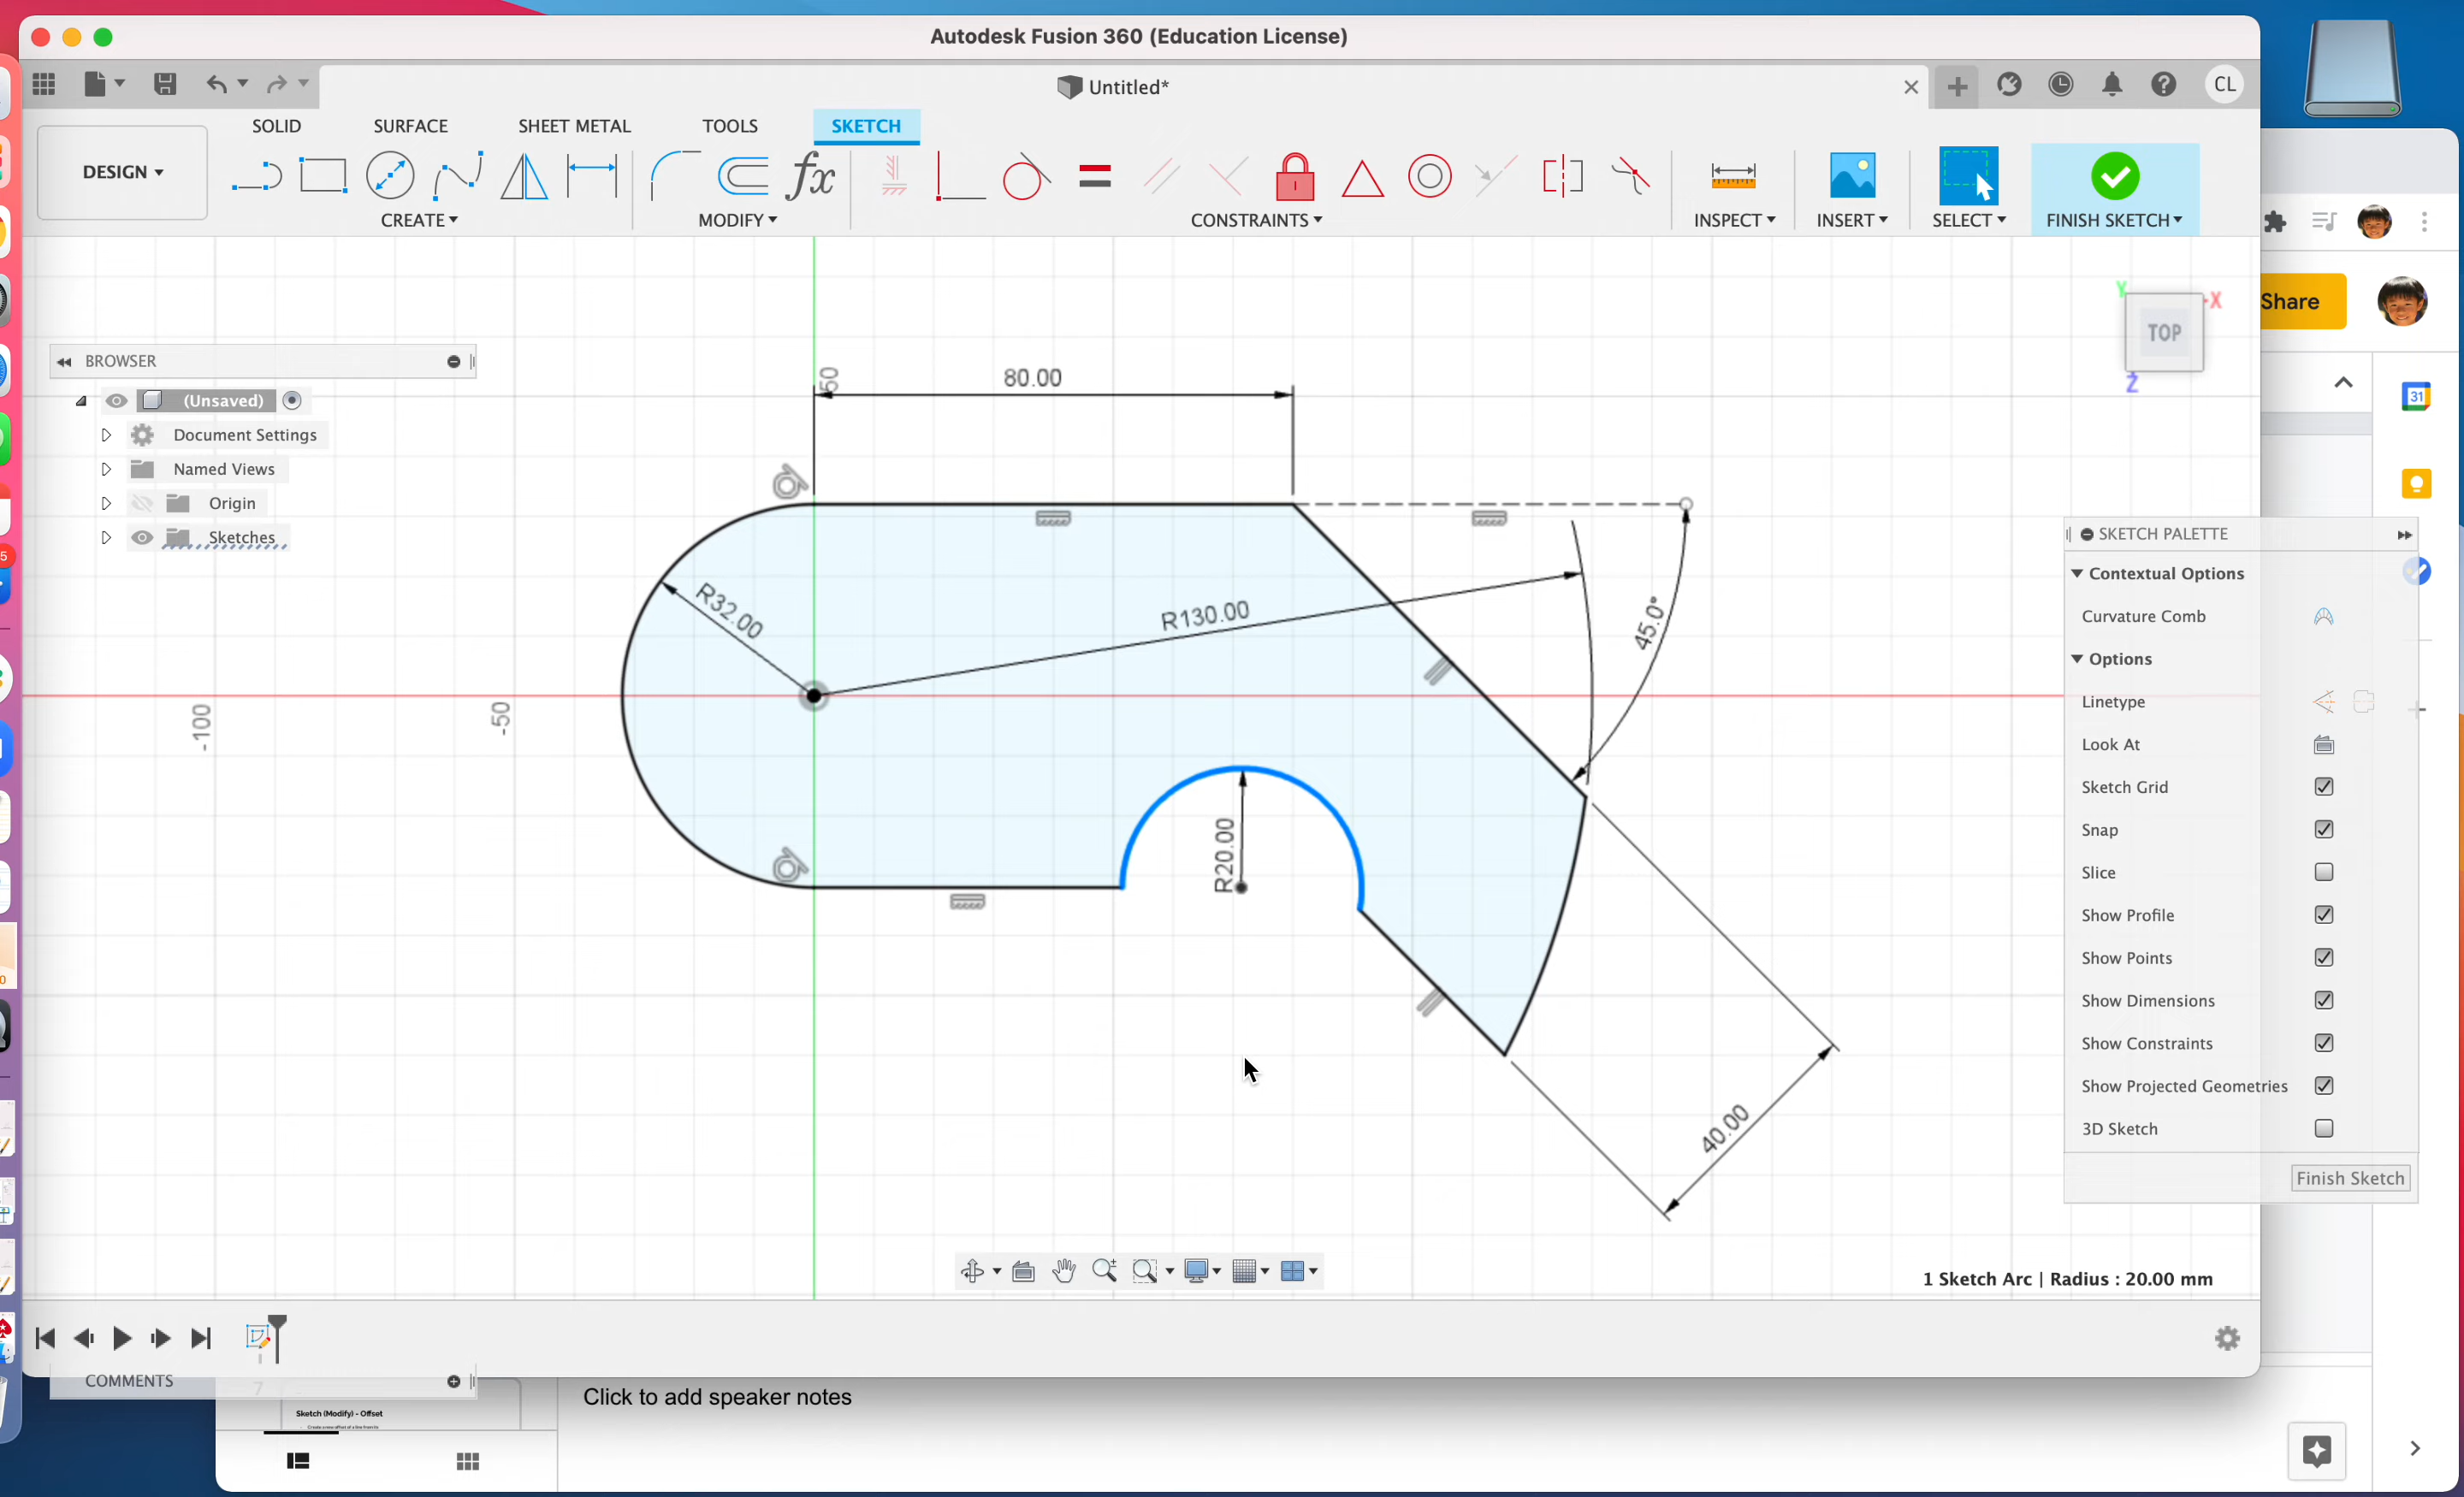 Autodesk Fusion 360 (Education License)
Untitled*
CL
SOLID
SURFACE
SHEET METAL
TOOLS
SKETCH
DESIGN
CREATE
fx
MODIFY
CONSTRAINTS
INSPECT
INSERT
SELECT
FINISH SKETCH
Share
Y
X
TOP
Z
BROWSER
(Unsaved)
Document Settings
Named Views
Origin
Sketches
50
80.00
R32.00
R130.00
45.0°
-100
-50
R20.00
40.00
31
SKETCH PALETTE
Contextual Options
Curvature Comb
Options
Linetype
Look At
Sketch Grid
Snap
Slice
Show Profile
Show Points
Show Dimensions
Show Constraints
Show Projected Geometries
3D Sketch
Finish Sketch
1 Sketch Arc | Radius : 20.00 mm
COMMENTS
7
Click to add speaker notes
Sketch (Modify) - Offset